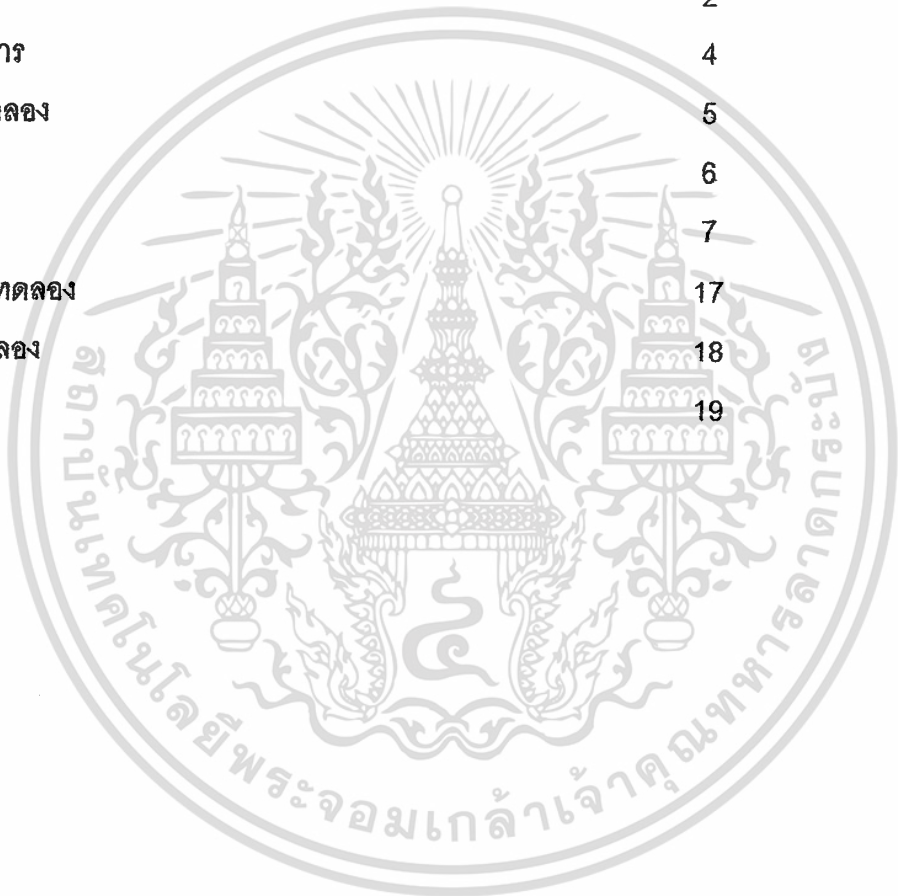 2
าร 4
ลอง 5
6
7
ทดลอง 17
ลอง 18
19
สถาบันเทคโนโลยีพระจอมเกล้าเจ้าคุณทหารลาดกระบัง